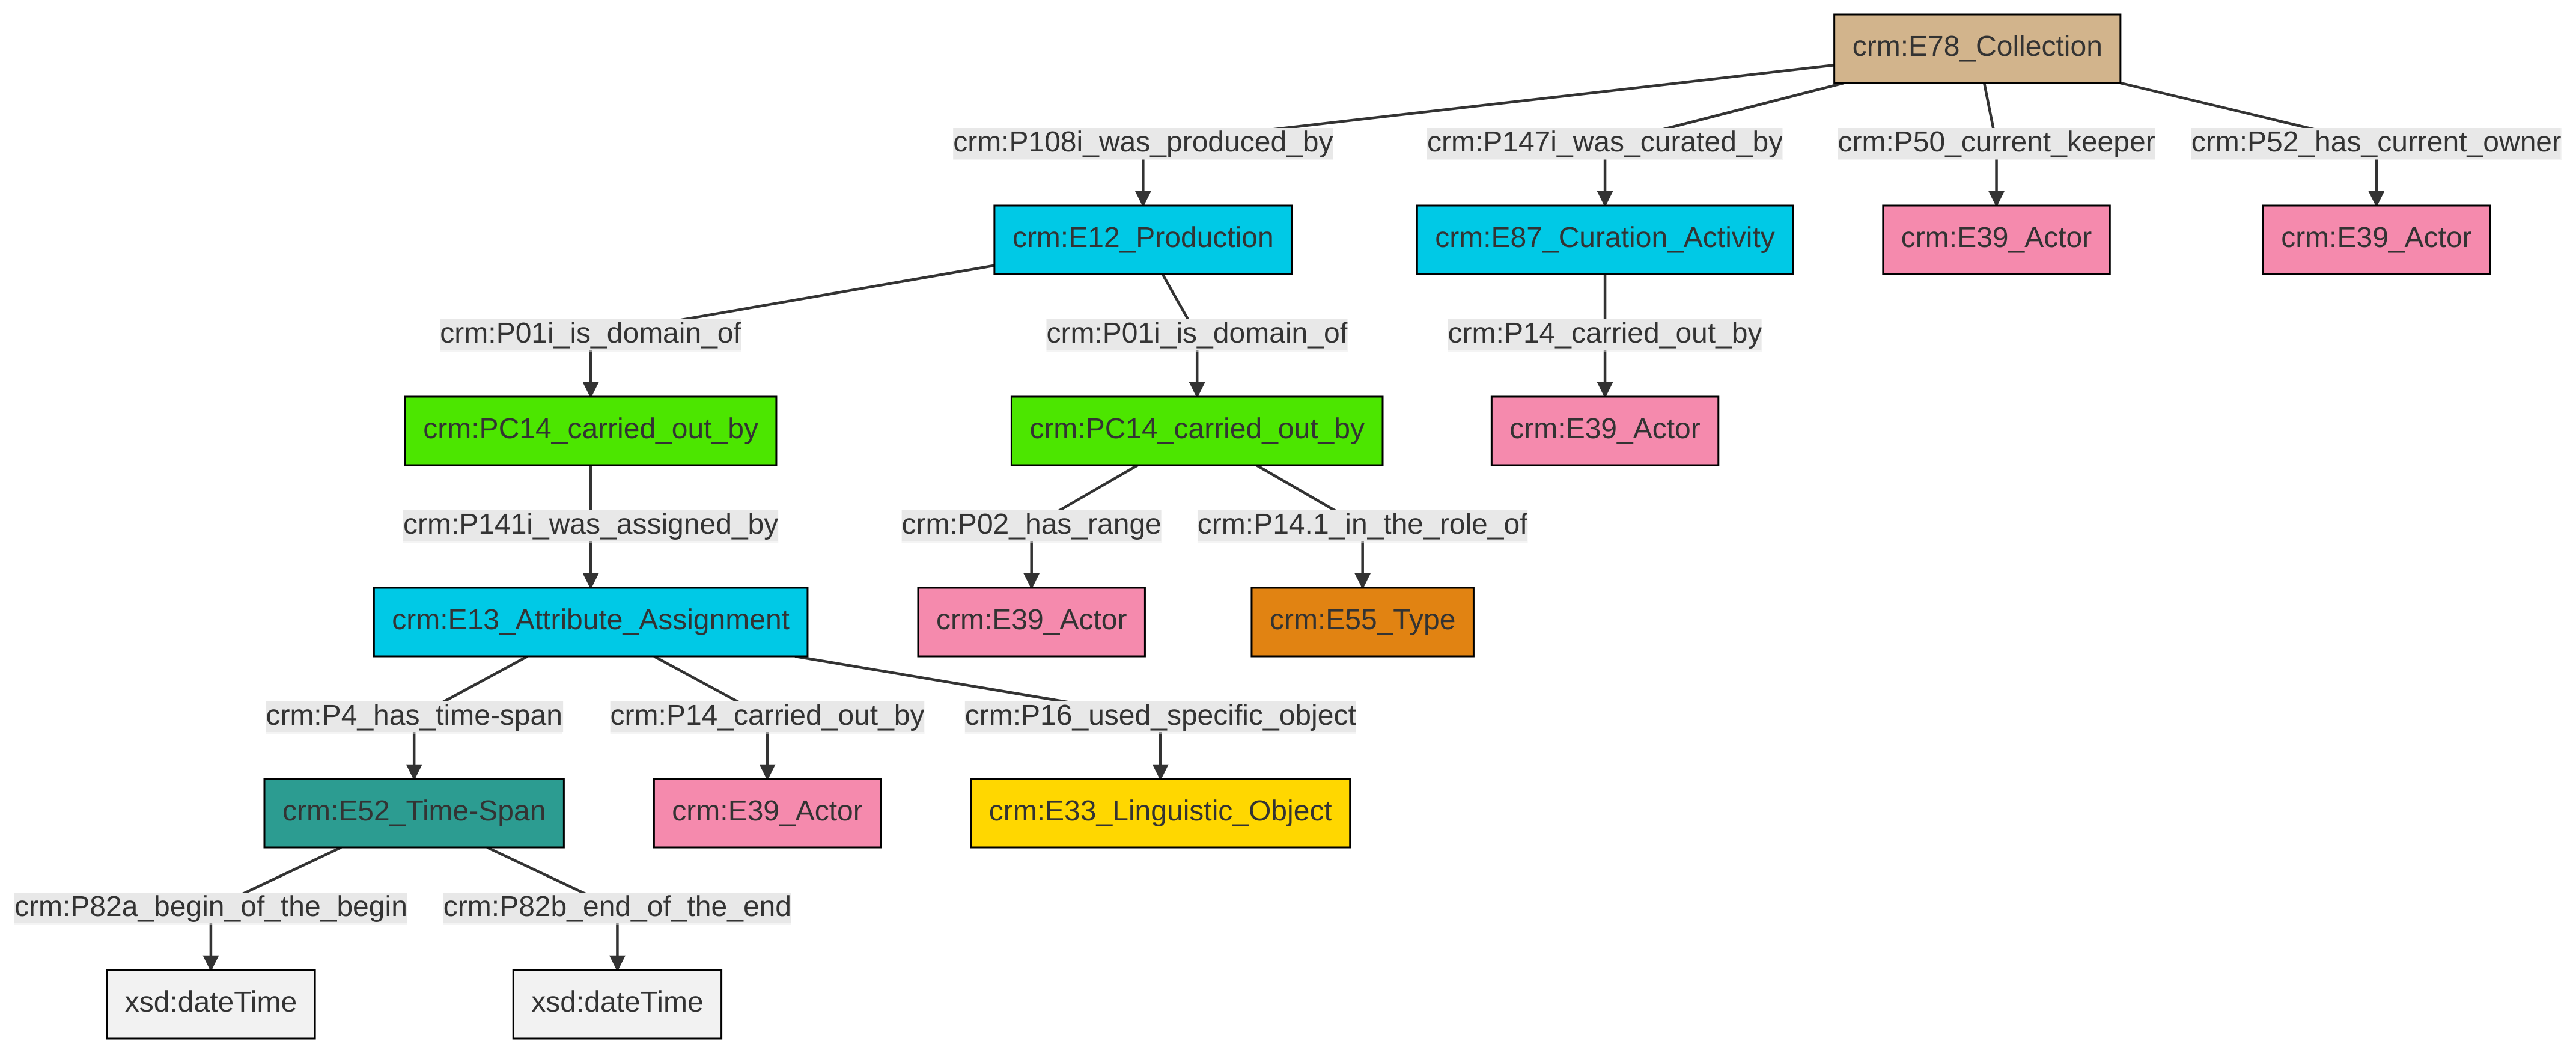 crm:E78_Collection
crm:P108i_was_produced_by
crm:P147i_was_curated_by
crm:P50_current_keeper
crm:P52_has_current_owner
crm:E12_Production
crm:E87_Curation_Activity
crm:E39_Actor
crm:E39_Actor
crm:P01i_is_domain_of
crm:P01i_is_domain_of
crm:P14_carried_out_by
crm:PC14_carried_out_by
crm:PC14_carried_out_by
crm:E39_Actor
crm:P141i_was_assigned_by
crm:P02_has_range
crm:P14.1_in_the_role_of
crm:E13_Attribute_Assignment
crm:E39_Actor
crm:E55_Type
crm:P4_has_time-span
crm:P14_carried_out_by
crm:P16_used_specific_object
crm:E52_Time-Span
crm:E39_Actor
crm:E33_Linguistic_Object
crm:P82a_begin_of_the_begin
crm:P82b_end_of_the_end
xsd:dateTime
xsd:dateTime